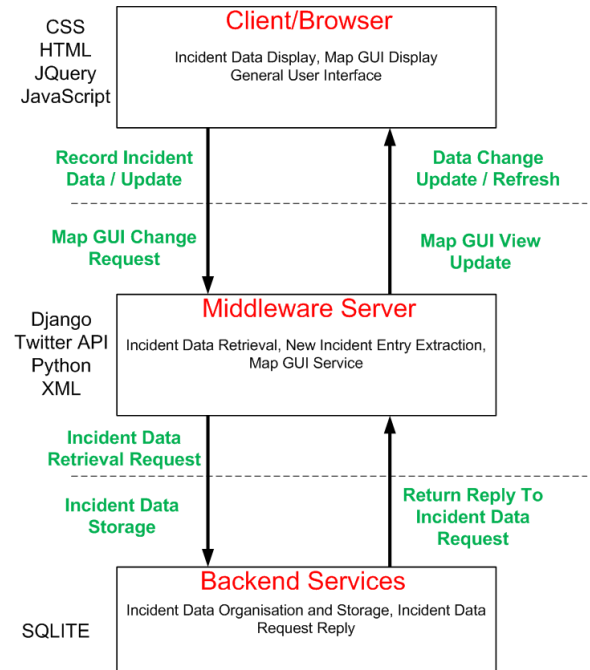 CSS
HTML
JQuery
JavaScript
Client/Browser
Incident Data Display, Map GUI Display
General User Interface
Record Incident
Data / Update
Data Change
Update / Refresh
Map GUI Change
Request
Map GUI View
Update
Django
Twitter API
Python
XML
Middleware Server
Incident Data Retrieval, New Incident Entry Extraction,
Map GUI Service
Incident Data
Retrieval Request
Incident Data
Storage
Return Reply To
Incident Data
Request
SQLITE
Backend Services
Incident Data Organisation and Storage, Incident Data
Request Reply